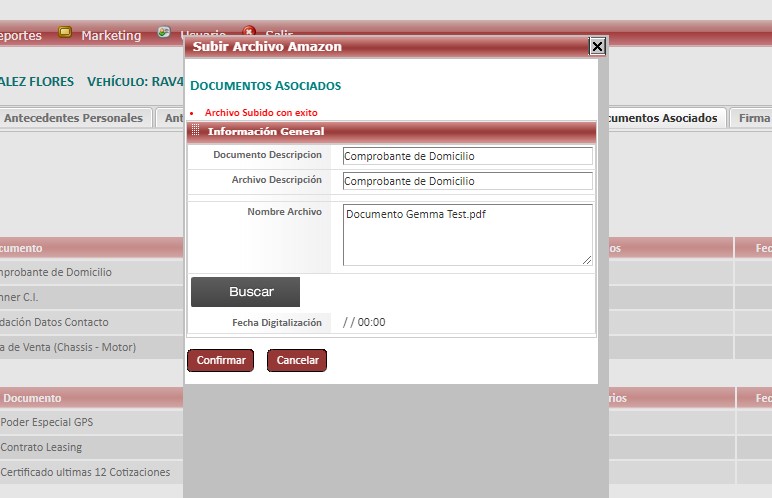 eportes Marketing Usuario Salir
Subir Archivo Amazon
ALEZ FLORES VEHÍCULO: RAV4
DOCUMENTOS ASOCIADOS
Antecedentes Personales Ant
cumentos Asociados Firma
Archivo Subido con exito
Información General
Documento Descripcion Comprobante de Domicilio
Archivo Descripción Comprobante de Domicilio
Nombre Archivo Documento Gemma Test.pdf
Buscar
Fecha Digitalización / / 00:00
Confirmar Cancelar
cumento os Fec
mprobante de Domicilio
nner C.I.
dación Datos Contacto
a de Venta (Chassis - Motor)
Documento rios Fec
Poder Especial GPS
Contrato Leasing
Certificado ultimas 12 Cotizaciones